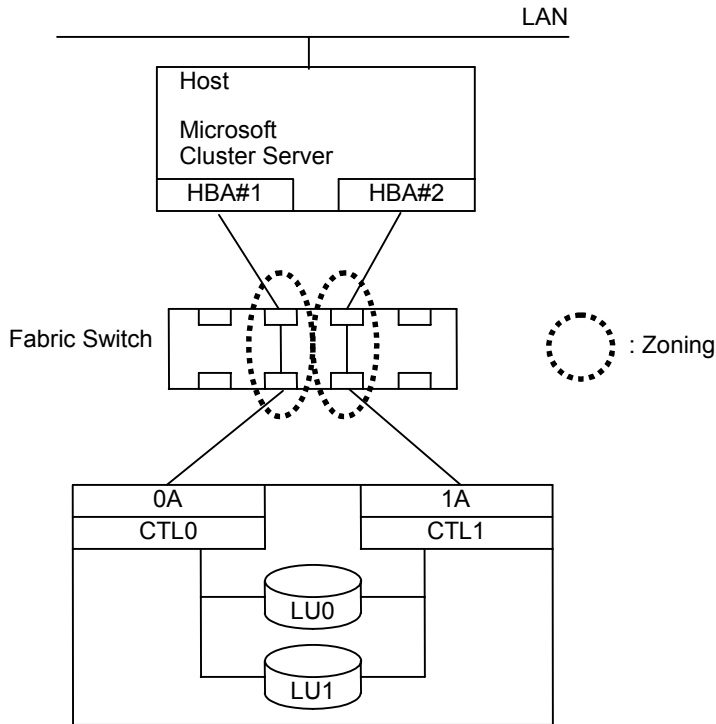 LAN
Host
Microsoft
Cluster Server
HBA#1
HBA#2
Fabric Switch
: Zoning
0A
1A
CTL0
CTL1
LU0
LU1